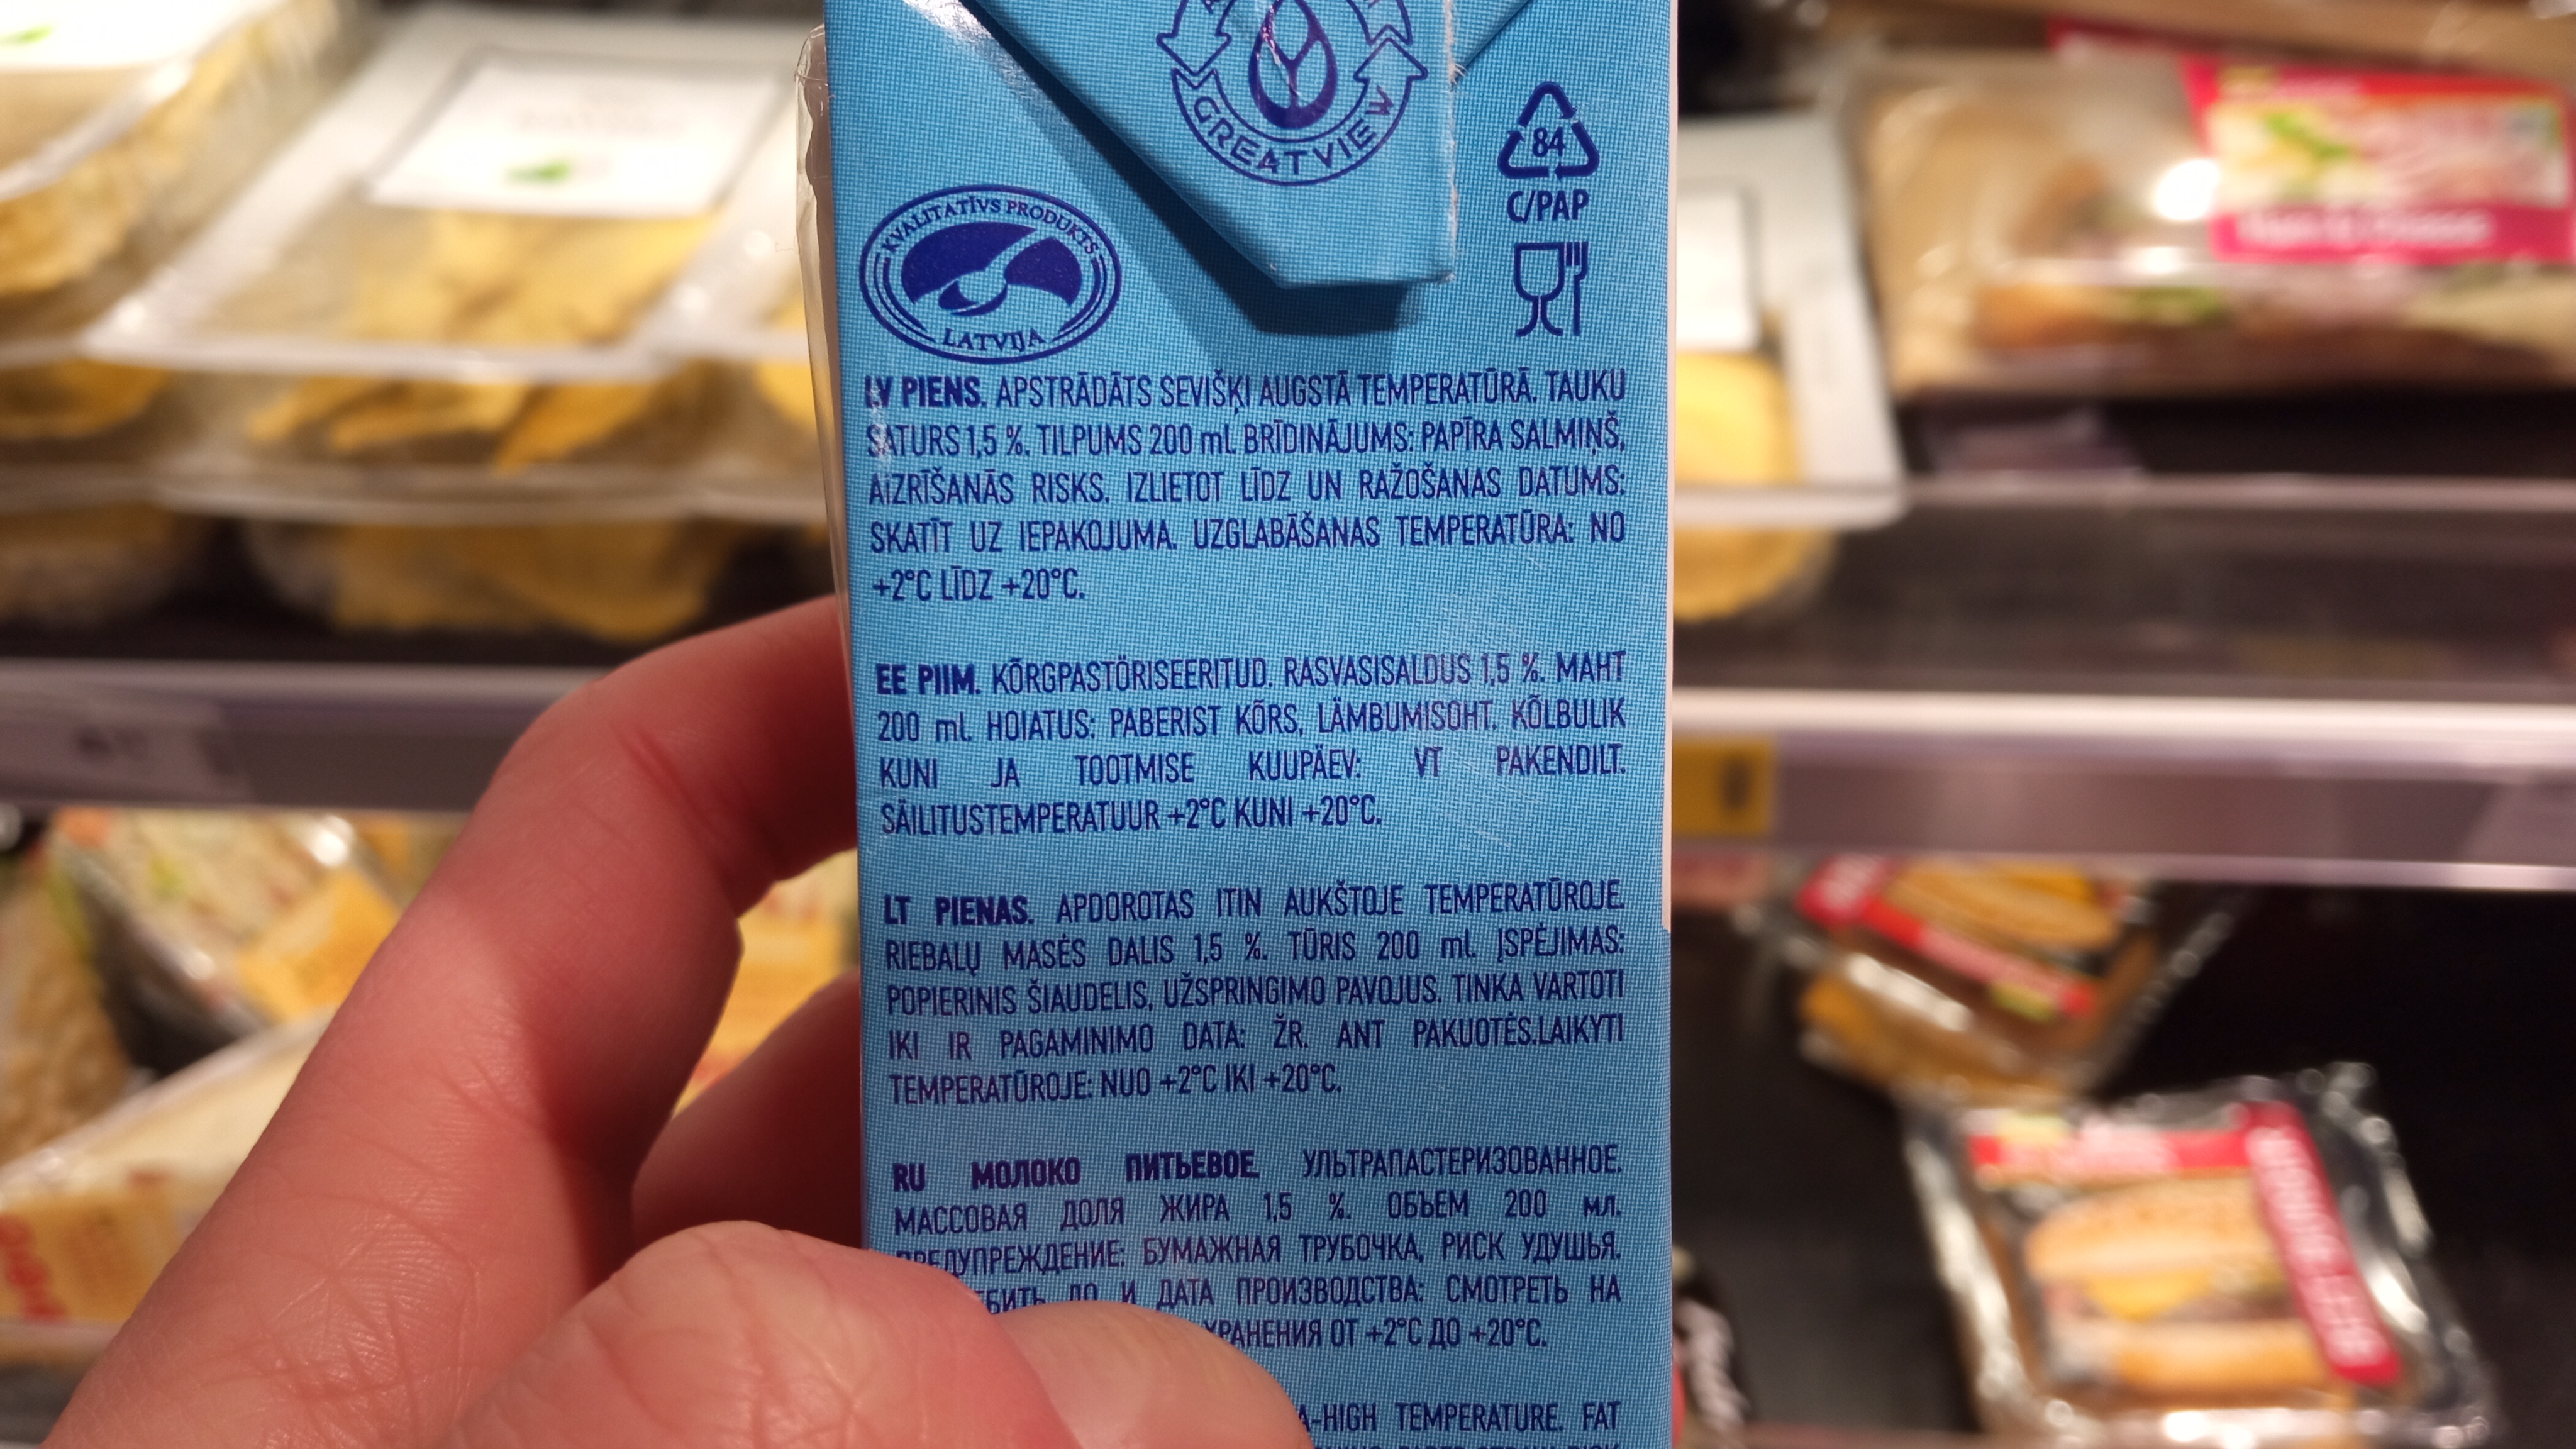 GREATVIEW
84
C/PAP
KVALITATĪVS PRODUKTS
LATVIJA
LV PIENS. APSTRĀDĀTS SEVIŠĶI AUGSTĀ TEMPERATŪRĀ. TAUKU
SATURS 1,5 %. TILPUMS 200 ml. BRĪDINĀJUMS: PAPĪRA SALMIŅŠ,
AIZRĪŠANĀS RISKS. IZLIETOT LĪDZ UN RAŽOŠANAS DATUMS:
SKATĪT UZ IEPAKOJUMA. UZGLABĀŠANAS TEMPERATŪRA: NO
+2°C LĪDZ +20°C.
EE PIIM. KÕRGPASTÖRISEERITUD. RASVASISALDUS 1,5 %. MAHT
200 ml. HOIATUS: PABERIST KÕRS, LÄMBUMISOHT. KÕLBULIK
KUNI JA TOOTMISE KUUPÄEV: VT PAKENDILT.
SÄILITUSTEMPERATUUR +2°C KUNI +20°C.
LT PIENAS. APDOROTAS ITIN AUKŠTOJE TEMPERATŪROJE.
RIEBALŲ MASĖS DALIS 1,5 %. TŪRIS 200 ml. ĮSPĖJIMAS:
POPIERINIS ŠIAUDELIS, UŽSPRINGIMO PAVOJUS. TINKA VARTOTI
IKI IR PAGAMINIMO DATA: ŽR. ANT PAKUOTĖS.LAIKYTI
TEMPERATŪROJE: NUO +2°C IKI +20°C.
RU МОЛОКО ПИТЬЕВОЕ УЛЬТРАПАСТЕРИЗОВАННОЕ.
МАССОВАЯ ДОЛЯ ЖИРА 1,5 %. ОБЪЕМ 200 мл.
ПРЕДУПРЕЖДЕНИЕ: БУМАЖНАЯ ТРУБОЧКА, РИСК УДУШЬЯ.
ДО И ДАТА ПРОИЗВОДСТВА: СМОТРЕТЬ НА
ОТ +2°C ДО +20°C.
HIGH TEMPERATURE. FAT